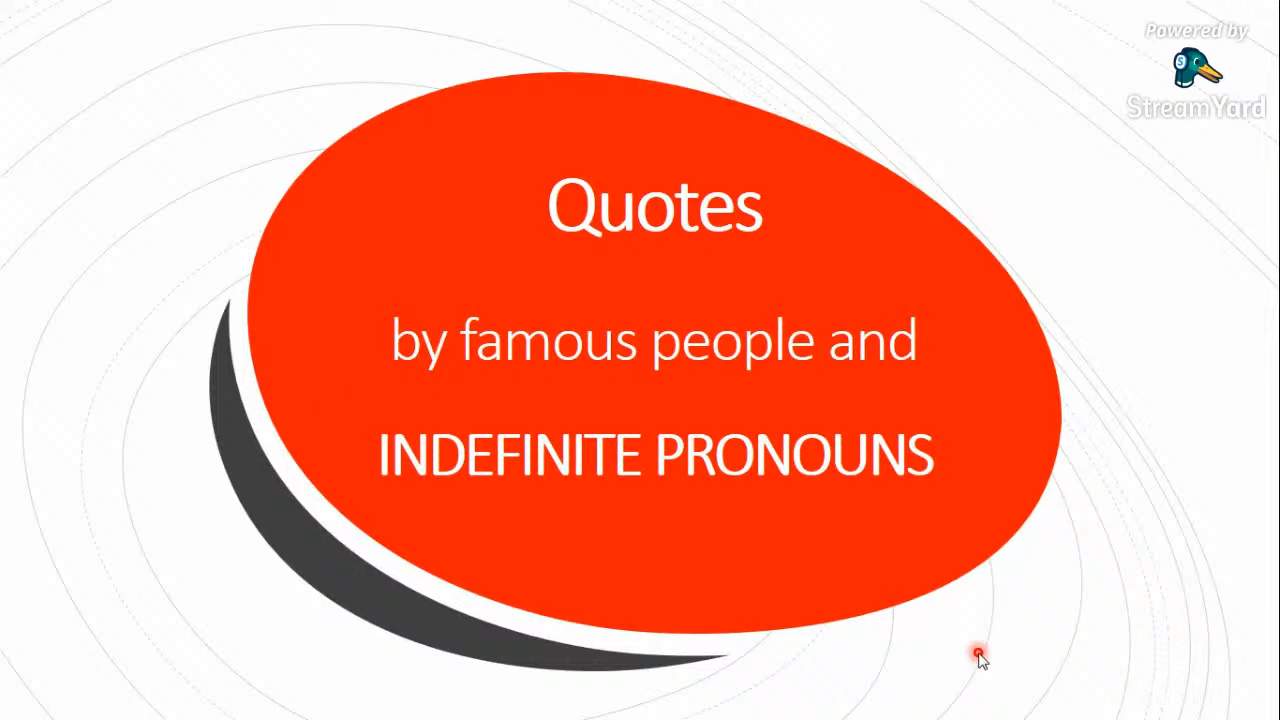 Powered by
S
StreamYard
Quotes
by famous people and
INDEFINITE PRONOUNS